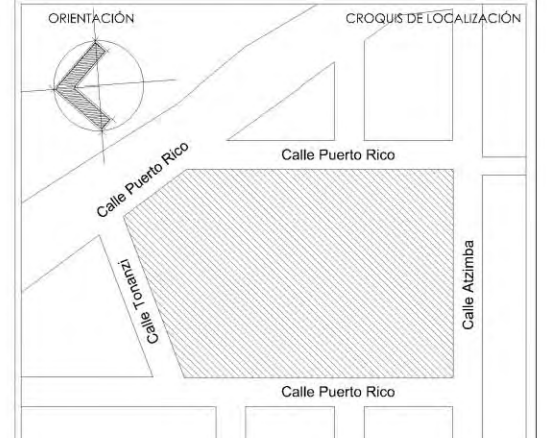 ORIENTACIÓN
CROQUIS DE LOCALIZACIÓN
Calle Puerto Rico
Calle Puerto Rico
Calle Tonanzi
Calle Atzimba
Calle Puerto Rico